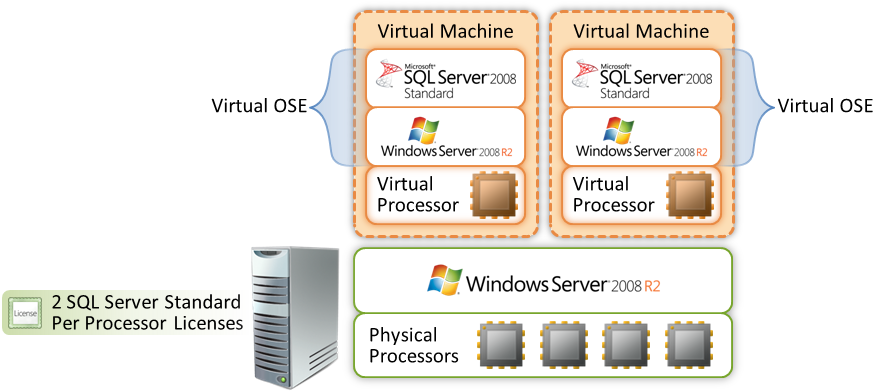 Virtual Machine
Microsoft®
SQL Server® 2008
Standard
Windows Server® 2008 R2
Virtual
Processor
Virtual OSE
Virtual Machine
Microsoft®
SQL Server® 2008
Standard
Windows Server® 2008 R2
Virtual
Processor
Virtual OSE
Windows Server® 2008 R2
Physical
Processors
License
2 SQL Server Standard
Per Processor Licenses